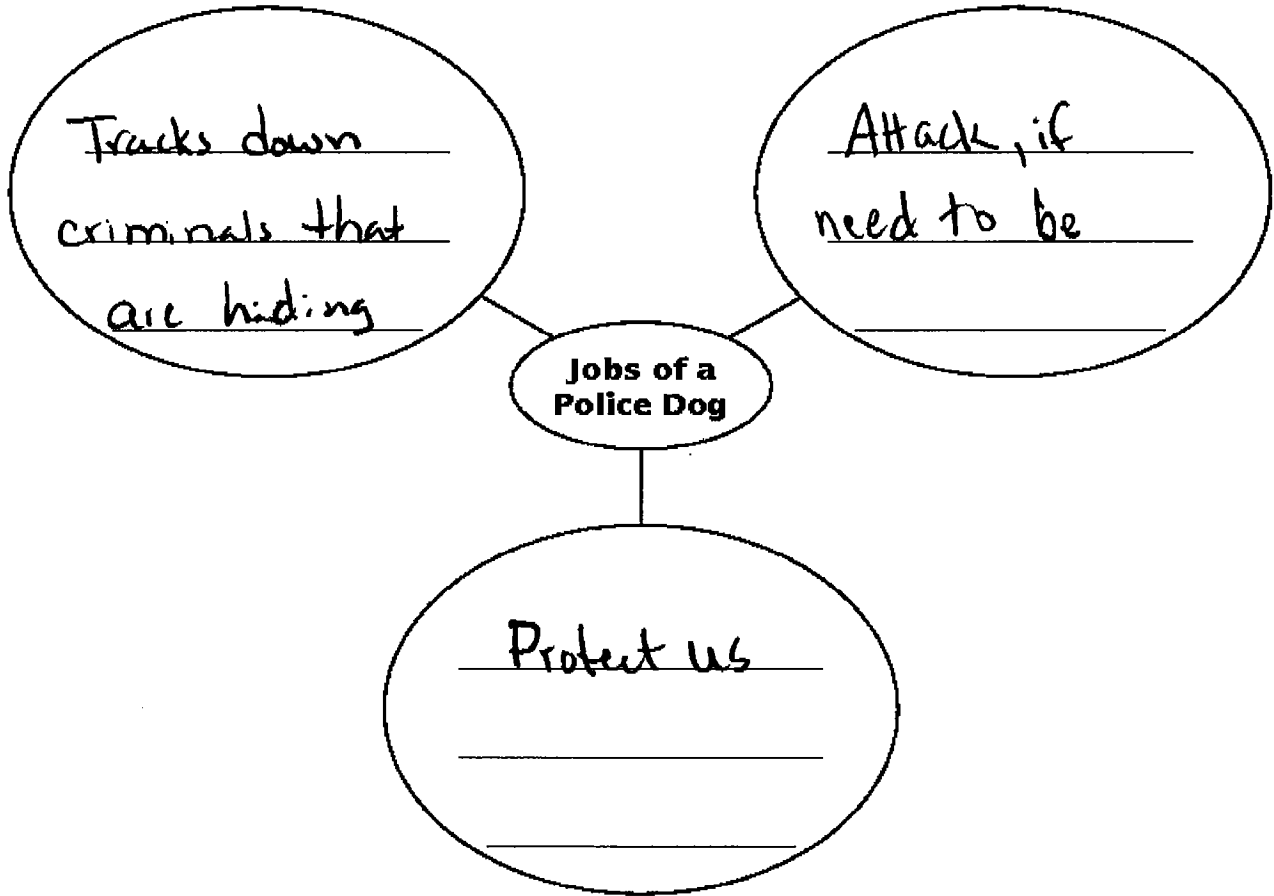 Tracks down
criminals that
are hiding
Attack, if
need to be
Jobs of a
Police Dog
Protect us